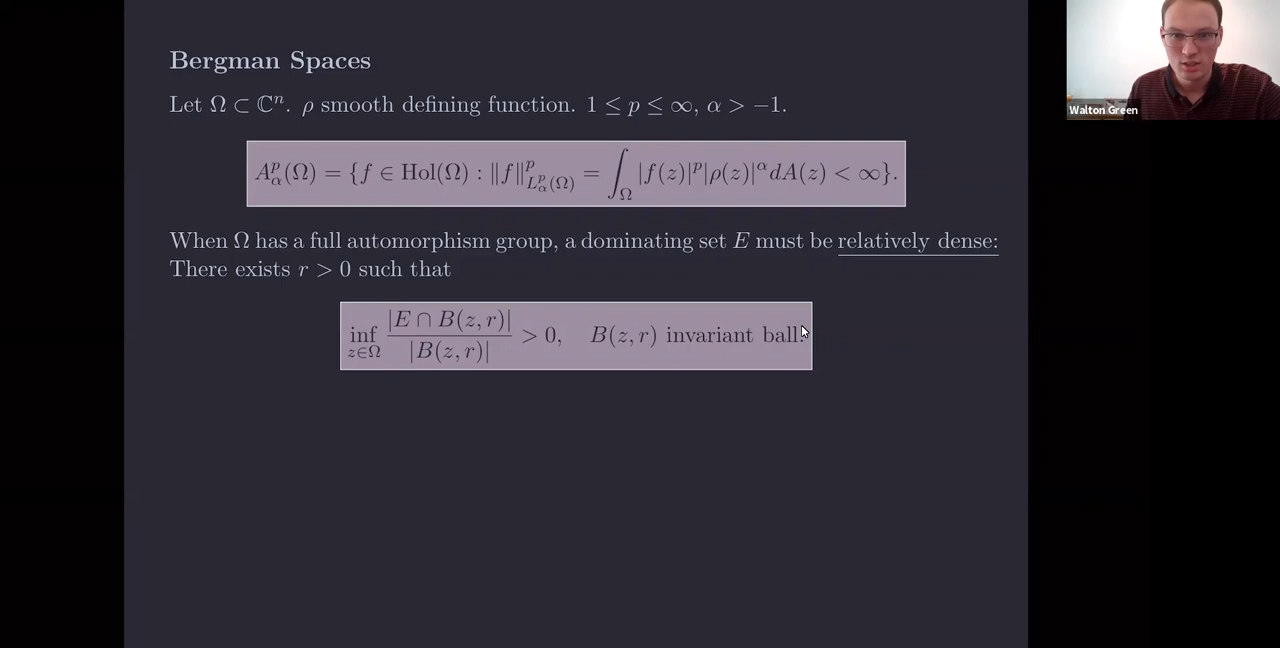 Bergman Spaces
Let Ω ⊂ ℂⁿ. ρ smooth defining function. 1 ≤ p ≤ ∞, α > −1.
A^p_α(Ω) = {f ∈ Hol(Ω) : ‖f‖^p_{L^p_α(Ω)} = ∫_Ω |f(z)|^p|ρ(z)|^α dA(z) < ∞}.
When Ω has a full automorphism group, a dominating set E must be relatively dense:
There exists r > 0 such that
inf_{z∈Ω} |E ∩ B(z, r)| / |B(z, r)| > 0, B(z, r) invariant ball.
Walton Green